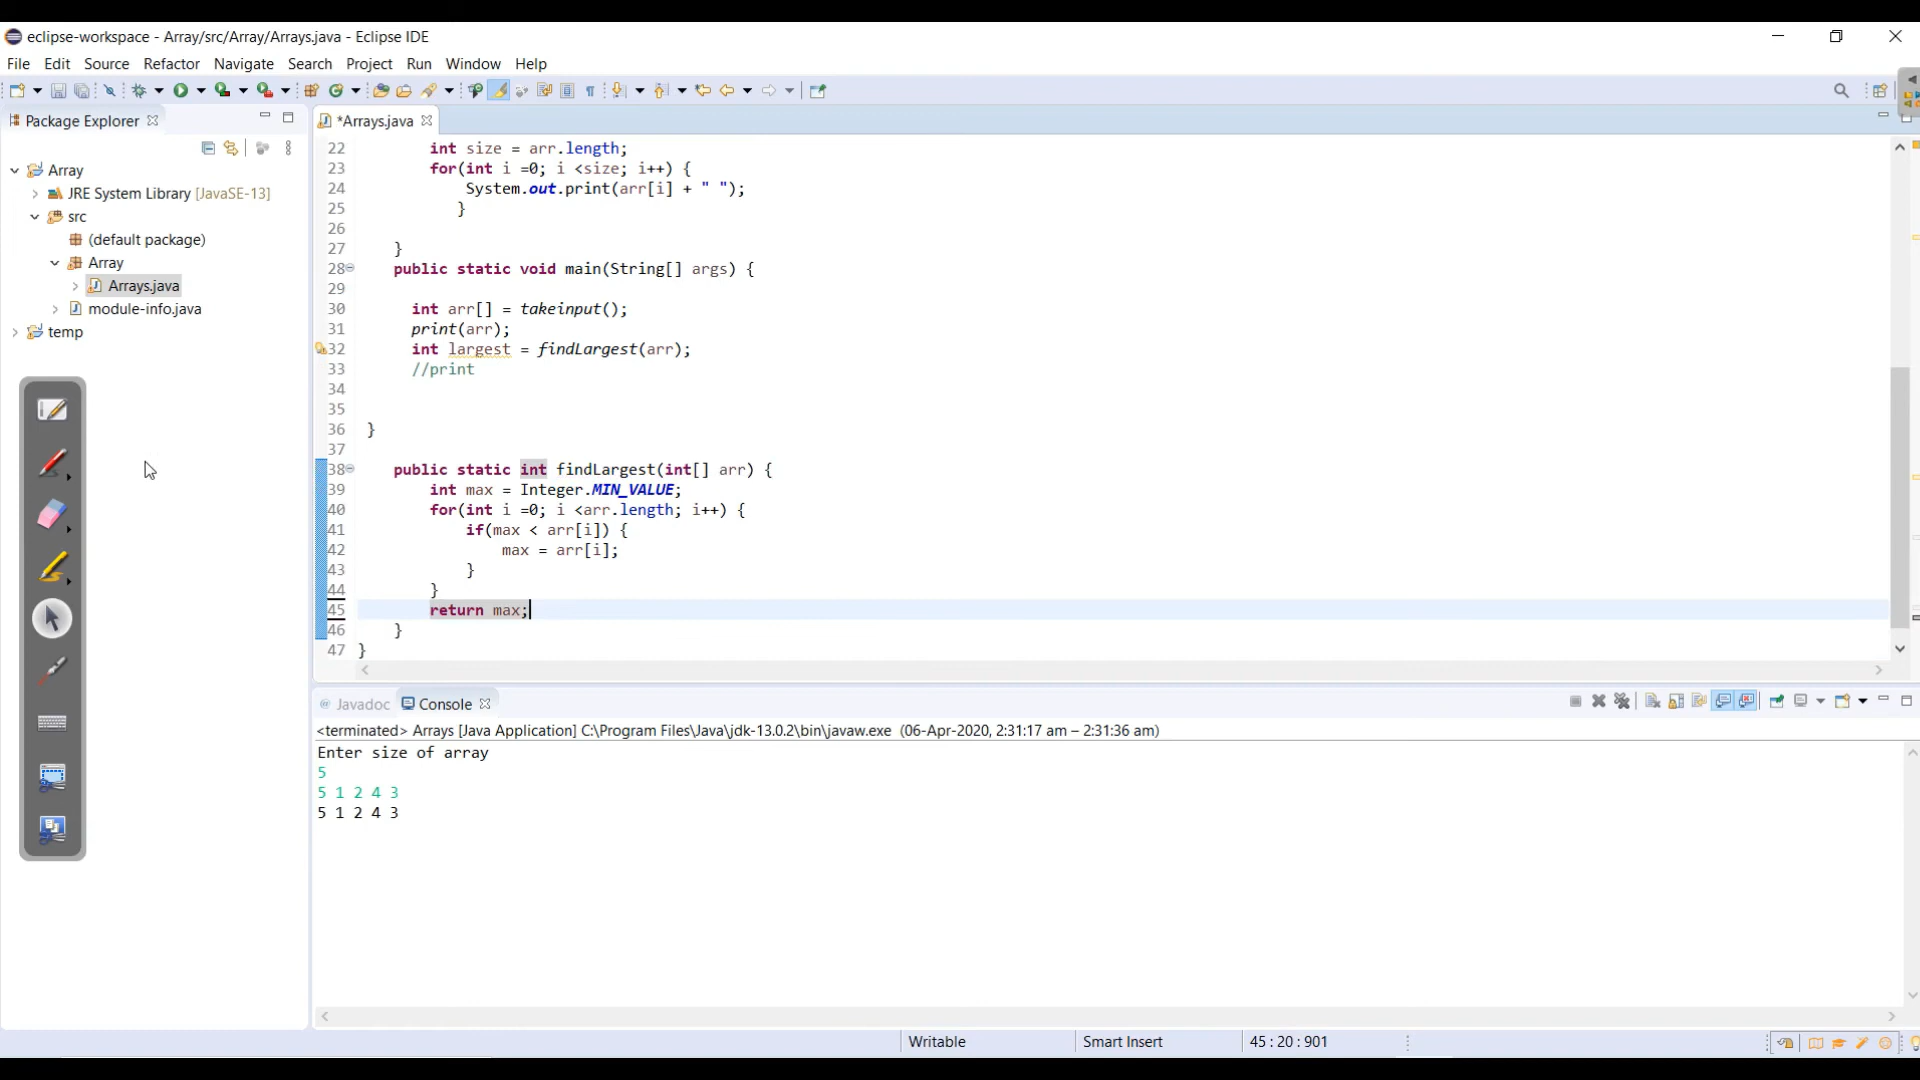 eclipse-workspace - Array/src/Array/Arrays.java - Eclipse IDE
File Edit Source Refactor Navigate Search Project Run Window Help
Package Explorer
*Arrays.java
Array
JRE System Library [JavaSE-13]
src
(default package)
Array
Arrays.java
module-info.java
temp
22 int size = arr.length;
23 for(int i =0; i <size; i++) {
24 System.out.print(arr[i] + " ");
25 }
26
27 }
28 public static void main(String[] args) {
29
30 int arr[] = takeinput();
31 print(arr);
32 int largest = findLargest(arr);
33 //print
34
35
36 }
37
38 public static int findLargest(int[] arr) {
39 int max = Integer.MIN_VALUE;
40 for(int i =0; i <arr.length; i++) {
41 if(max < arr[i]) {
42 max = arr[i];
43 }
44 }
45 return max;
46 }
47 }
@ Javadoc Console
<terminated> Arrays [Java Application] C:\Program Files\Java\jdk-13.0.2\bin\javaw.exe (06-Apr-2020, 2:31:17 am – 2:31:36 am)
Enter size of array
5
5 1 2 4 3
5 1 2 4 3
Writable Smart Insert 45 : 20 : 901